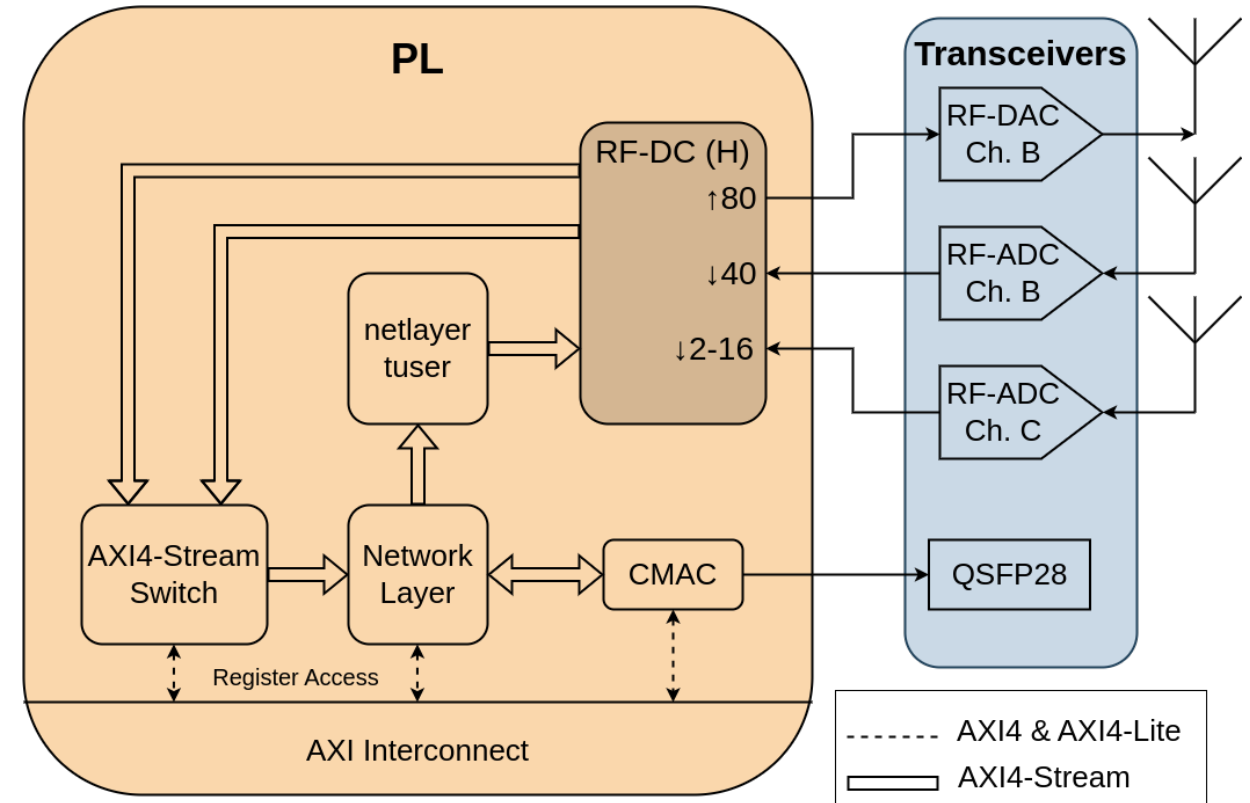 PL
Transceivers
RF-DC (H)
↑80
↓40
↓2-16
RF-DAC
Ch. B
RF-ADC
Ch. B
RF-ADC
Ch. C
netlayer
tuser
AXI4-Stream
Switch
Network
Layer
CMAC
QSFP28
Register Access
AXI Interconnect
AXI4 & AXI4-Lite
AXI4-Stream